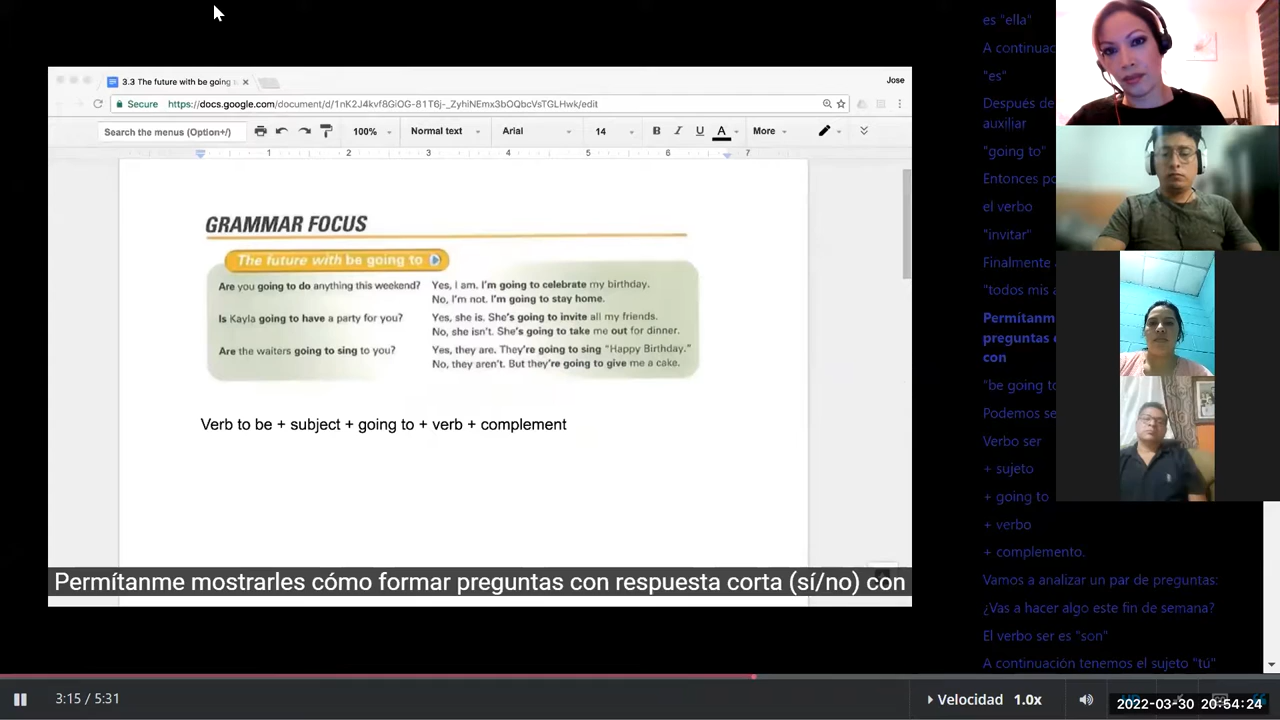 3.3 The future with be going
Jose
Secure
https://docs.google.com/document/d/1nK2J4kvf8GiOG-81T6j-_ZyhiNEmx3bOQbcVsTGLHwk/edit
Search the menus (Option+/)
100%
Normal text
Arial
14
B I U A
More
1 2 3 4 5 6 7
GRAMMAR FOCUS
The future with be going to
Are you going to do anything this weekend? Yes, I am. I'm going to celebrate my birthday.
No, I'm not. I'm going to stay home.
Is Kayla going to have a party for you? Yes, she is. She's going to invite all my friends.
No, she isn't. She's going to take me out for dinner.
Are the waiters going to sing to you? Yes, they are. They're going to sing "Happy Birthday."
No, they aren't. But they're going to give me a cake.
Verb to be + subject + going to + verb + complement
Permítanme mostrarles cómo formar preguntas con respuesta corta (sí/no) con
es "ella"
A continuac
"es"
Después de
auxiliar
"going to"
Entonces po
el verbo
"invitar"
Finalmente
"todos mis a
Permítanm
preguntas c
con
"be going to
Podemos se
Verbo ser
+ sujeto
+ going to
+ verbo
+ complemento.
Vamos a analizar un par de preguntas:
¿Vas a hacer algo este fin de semana?
El verbo ser es "son"
A continuación tenemos el sujeto "tú"
3:15 / 5:31
Velocidad 1.0x
2022-03-30 20:54:24